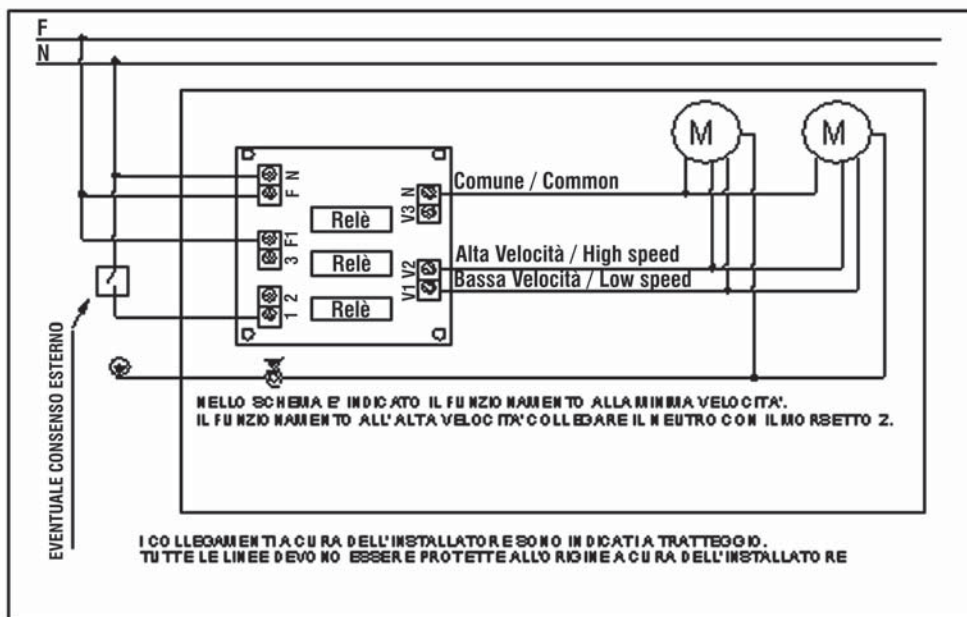 F
N
M
M
N
F
F1
3
2
1
Relè
Relè
Relè
N
V3
V2
V1
Comune / Common
Alta Velocità / High speed
Bassa Velocità / Low speed
EVENTUALE CONSENSO ESTERNO
NELLO SCHEMA E' INDICATO IL FUNZIONAMENTO ALLA MINIMA VELOCITA'.
IL FUNZIONAMENTO ALL'ALTA VELOCITA' COLLEGARE IL NEUTRO CON IL MORSETTO 2.
I COLLEGAMENTI A CURA DELL'INSTALLATORE SONO INDICATI A TRATTEGGIO.
TUTTE LE LINEE DEVONO ESSERE PROTETTE ALL'ORIGINE A CURA DELL'INSTALLATORE